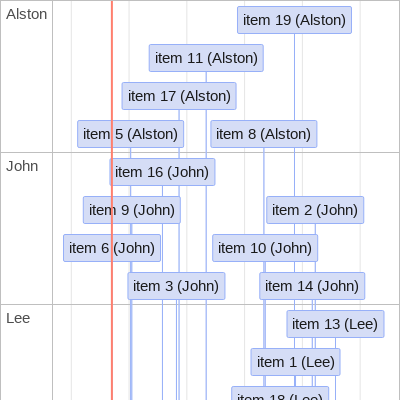 Alston
item 19 (Alston)
item 11 (Alston)
item 17 (Alston)
item 5 (Alston)
item 8 (Alston)
John
item 16 (John)
item 9 (John)
item 2 (John)
item 6 (John)
item 10 (John)
item 3 (John)
item 14 (John)
Lee
item 13 (Lee)
item 1 (Lee)
item 18 (Lee)